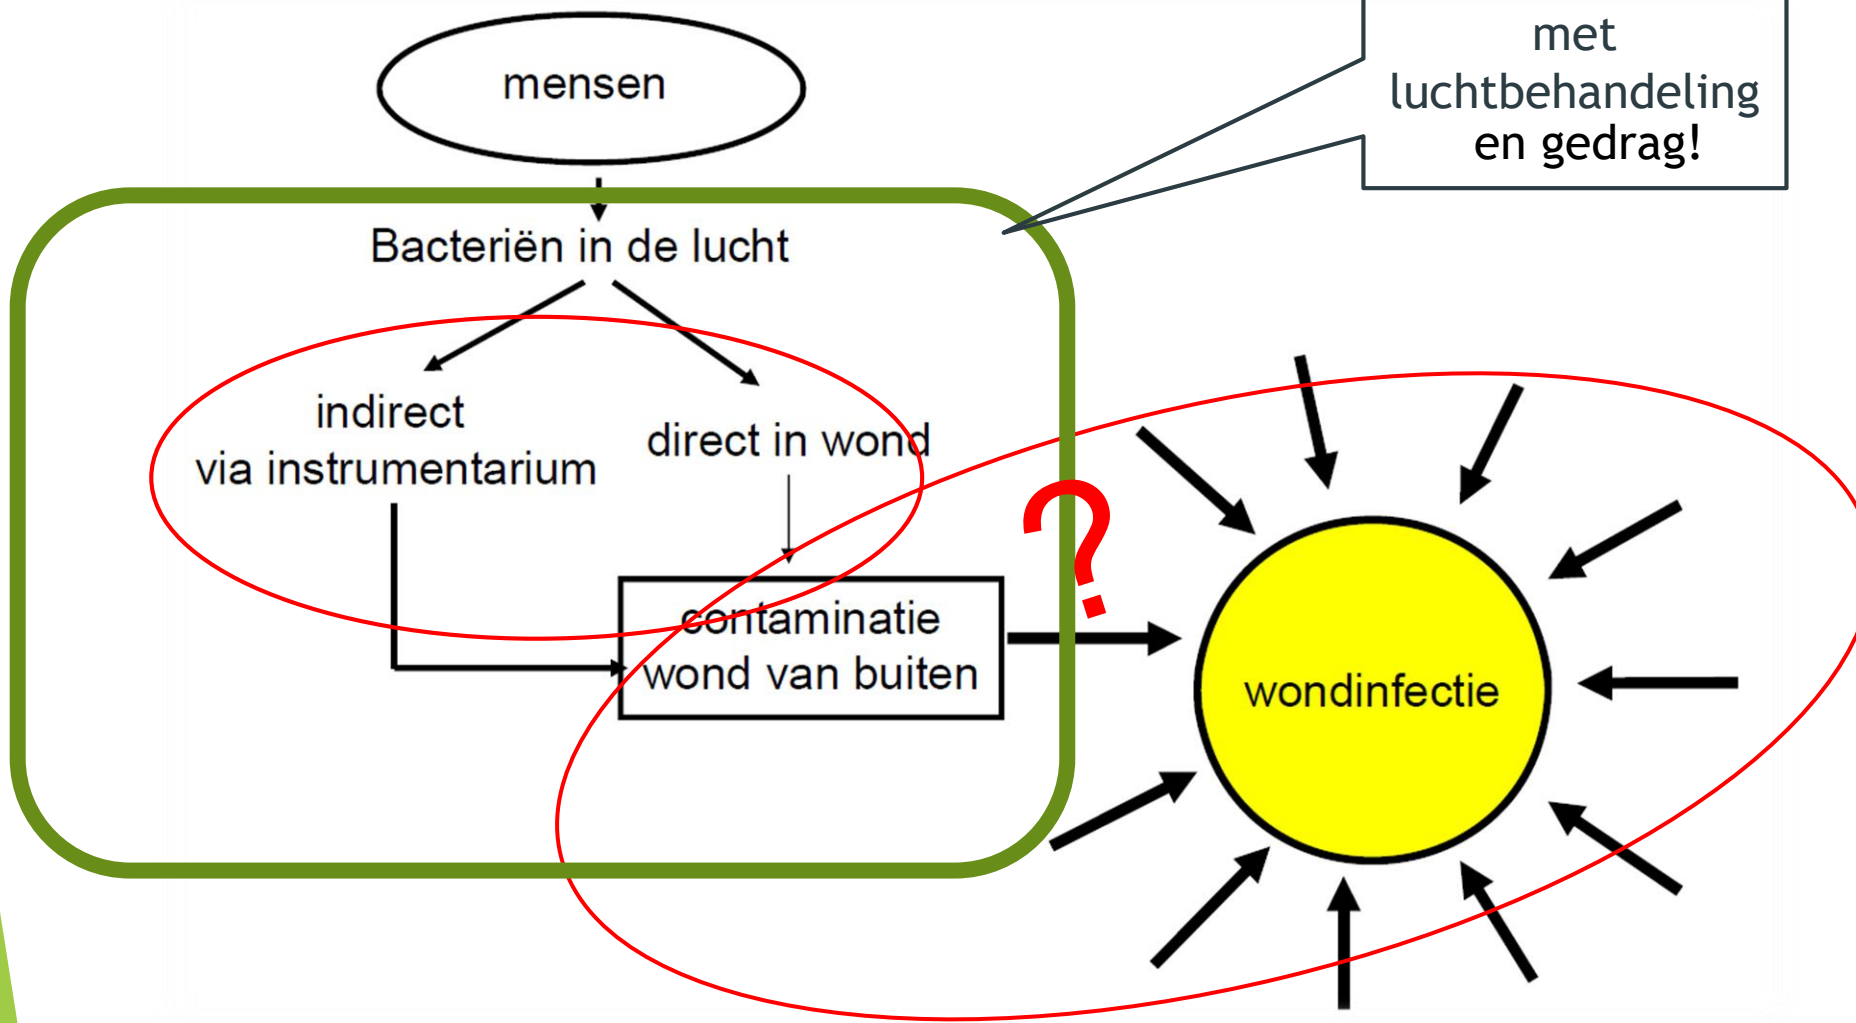 met
luchtbehandeling
en gedrag!
mensen
Bacteriën in de lucht
indirect
via instrumentarium
direct in wond
?
contaminatie
wond van buiten
wondinfectie